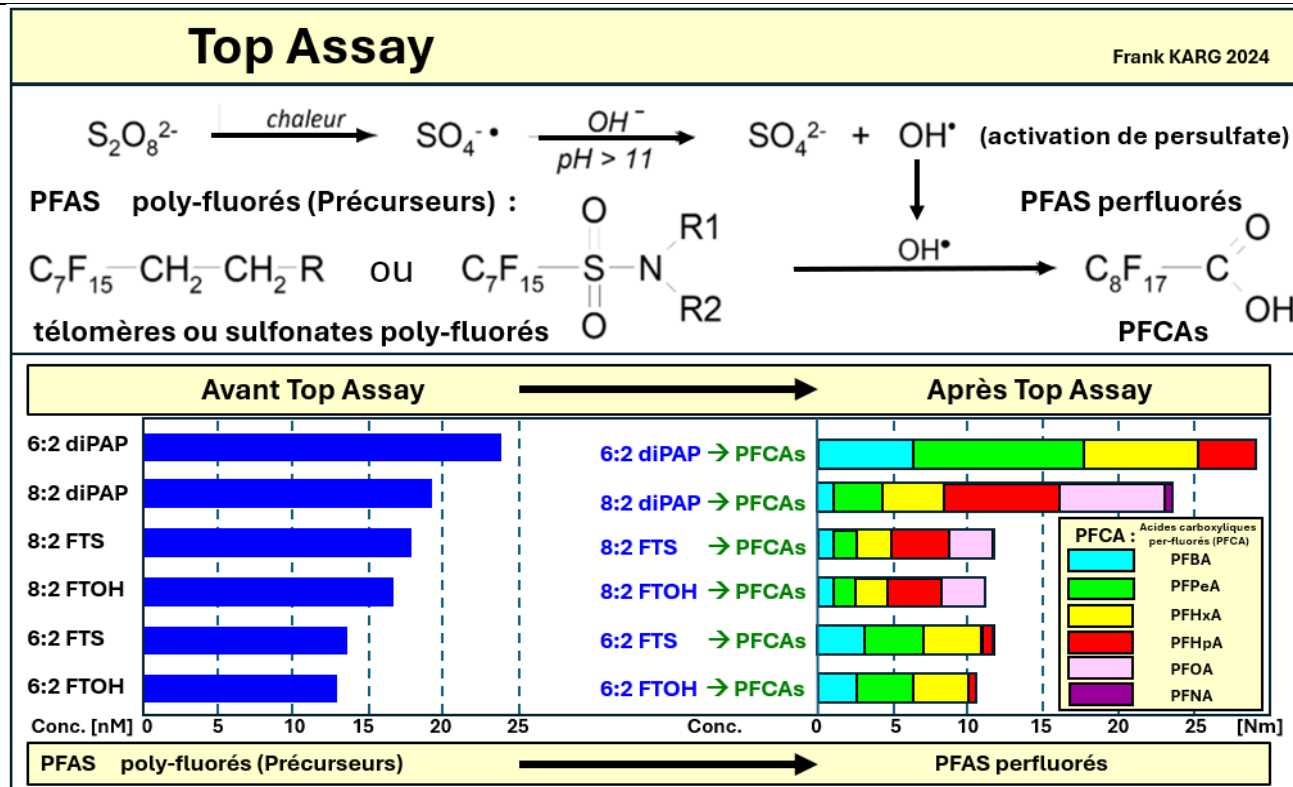 Top Assay
Frank KARG 2024
S₂O₈²⁻ chaleur SO₄⁻• OH⁻ pH > 11 SO₄²⁻ + OH• (activation de persulfate)
PFAS poly-fluorés (Précurseurs) : PFAS perfluorés
C₇F₁₅—CH₂—CH₂—R ou C₇F₁₅—S—N O O R1 R2 OH• C₈F₁₇—C O OH
télomères ou sulfonates poly-fluorés PFCAs
Avant Top Assay Après Top Assay
6:2 diPAP
8:2 diPAP
8:2 FTS
8:2 FTOH
6:2 FTS
6:2 FTOH
Conc. [nM] 0 5 10 15 20 25
6:2 diPAP → PFCAs
8:2 diPAP → PFCAs
8:2 FTS → PFCAs
8:2 FTOH → PFCAs
6:2 FTS → PFCAs
6:2 FTOH → PFCAs
Conc. 0 5 10 15 20 25 [Nm]
PFCA : Acides carboxyliques per-fluorés (PFCA)
PFBA
PFPeA
PFHxA
PFHpA
PFOA
PFNA
PFAS poly-fluorés (Précurseurs) PFAS perfluorés